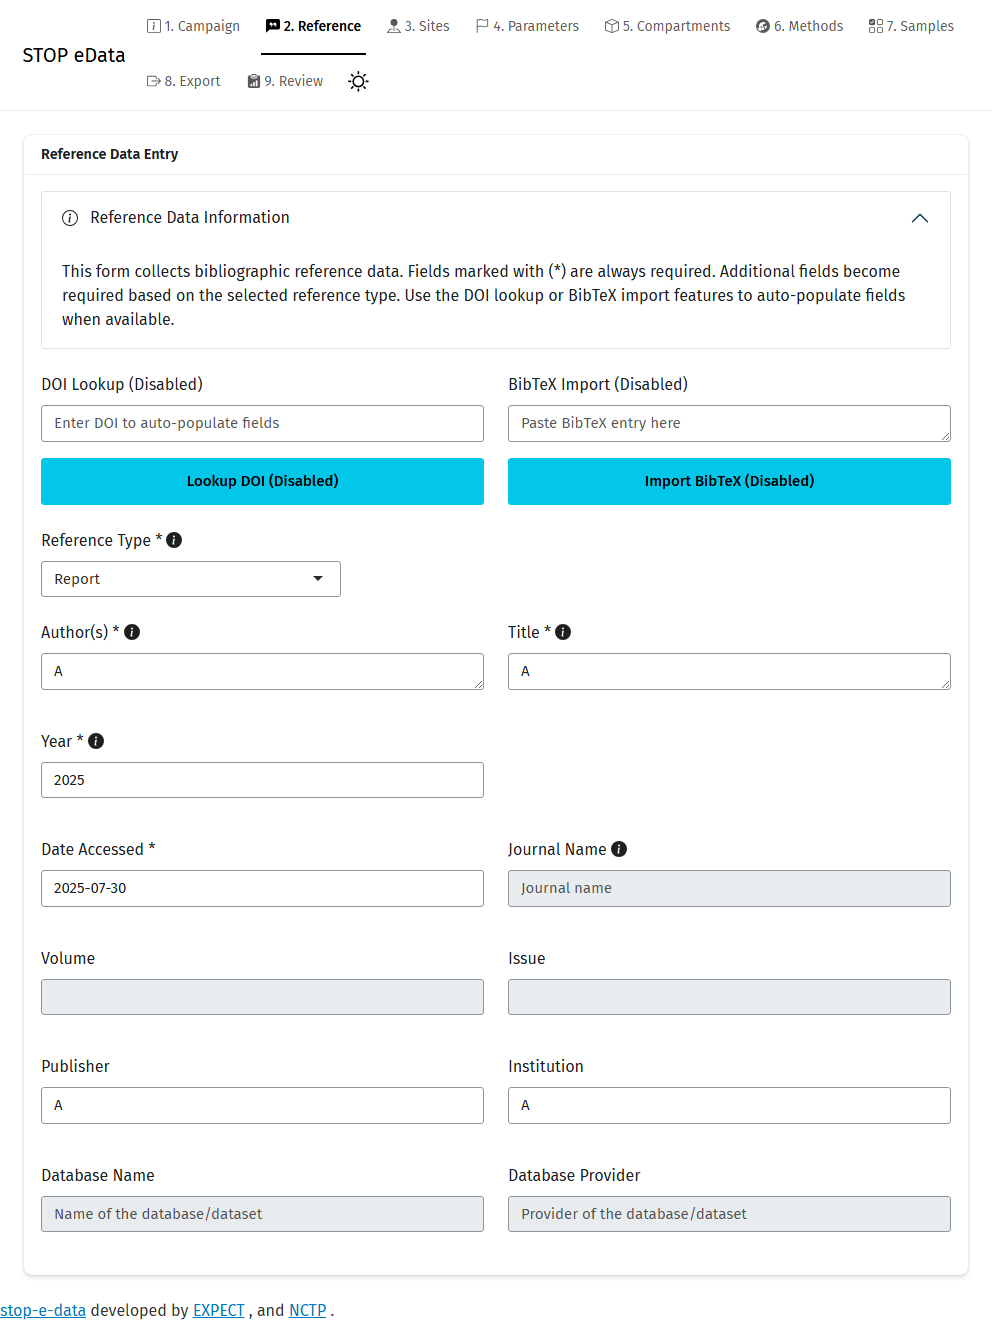 STOP eData
1. Campaign
2. Reference
3. Sites
4. Parameters
5. Compartments
6. Methods
7. Samples
8. Export
9. Review
Reference Data Entry
Reference Data Information
This form collects bibliographic reference data. Fields marked with (*) are always required. Additional fields become
required based on the selected reference type. Use the DOI lookup or BibTeX import features to auto-populate fields
when available.
DOI Lookup (Disabled)
BibTeX Import (Disabled)
Enter DOI to auto-populate fields
Paste BibTeX entry here
Lookup DOI (Disabled)
Import BibTeX (Disabled)
Reference Type *
Report
Author(s) *
Title *
A
A
Year *
2025
Date Accessed *
Journal Name
2025-07-30
Journal name
Volume
Issue
Publisher
Institution
A
A
Database Name
Database Provider
Name of the database/dataset
Provider of the database/dataset
stop-e-data developed by EXPECT , and NCTP .